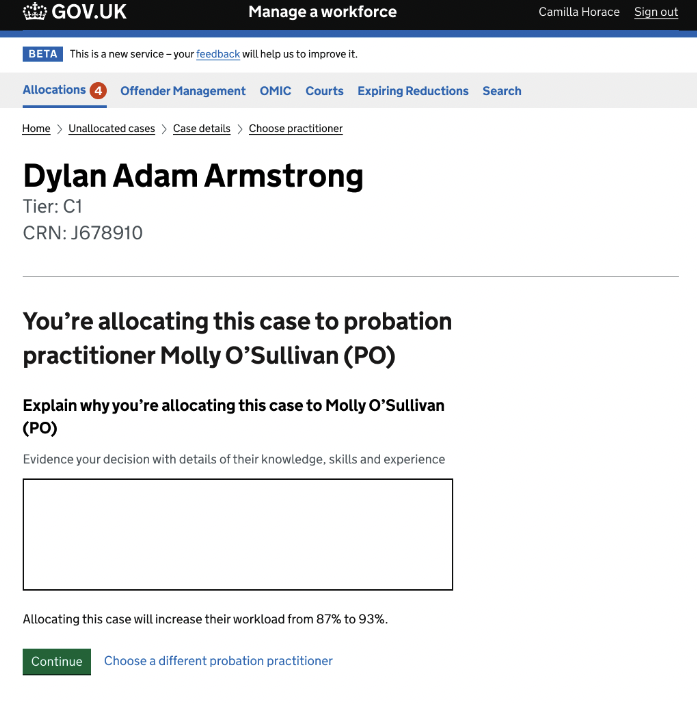 GOV.UK Manage a workforce Camilla Horace Sign out
BETA This is a new service – your feedback will help us to improve it.
Allocations 4 Offender Management OMIC Courts Expiring Reductions Search
Home > Unallocated cases > Case details > Choose practitioner
Dylan Adam Armstrong
Tier: C1
CRN: J678910
You’re allocating this case to probation
practitioner Molly O’Sullivan (PO)
Explain why you’re allocating this case to Molly O’Sullivan
(PO)
Evidence your decision with details of their knowledge, skills and experience
Allocating this case will increase their workload from 87% to 93%.
Continue Choose a different probation practitioner